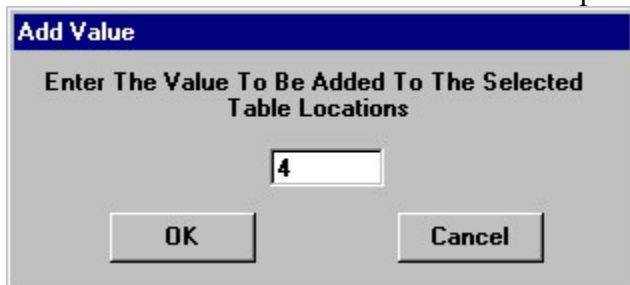 Add Value
Enter The Value To Be Added To The Selected
Table Locations
4
OK
Cancel